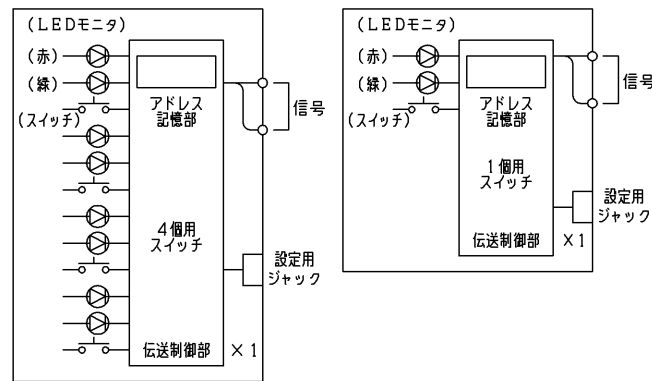 (LEDモニタ)
(赤)
(緑)
(スイッチ)
アドレス
記憶部
信号
4個用
スイッチ
設定用
ジャック
伝送制御部
×1
(LEDモニタ)
(赤)
(緑)
(スイッチ)
アドレス
記憶部
信号
1個用
スイッチ
設定用
ジャック
伝送制御部
×1